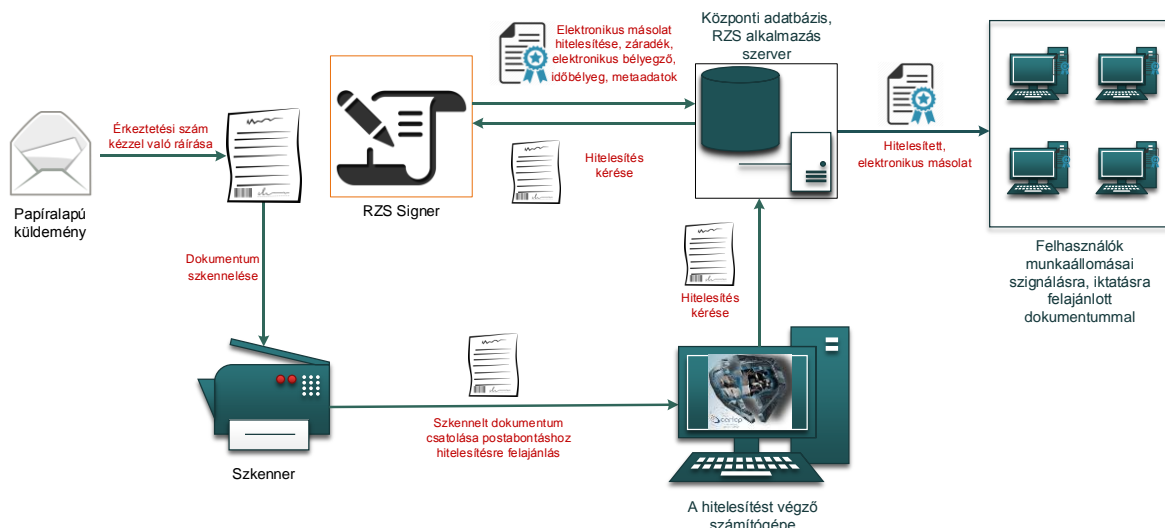 Központi adatbázis,
RZS alkalmazás
szerver
Elektronikus másolat
hitelesítése, záradék,
elektronikus bélyegző,
időbélyeg, metaadatok
Érkeztetési szám
kézzel való ráírása
Hitelesítés
kérése
Hitelesített,
elektronikus másolat
Papíralapú
küldemény
RZS Signer
Dokumentum
szkennelése
Hitelesítés
kérése
Felhasználók
munkaállomásai
szignálásra, iktatásra
felajánlott
dokumentummal
Szkennelt dokumentum
csatolása postabontáshoz
hitelesítésre felajánlás
Szkenner
A hitelesítést végző
számítógépe